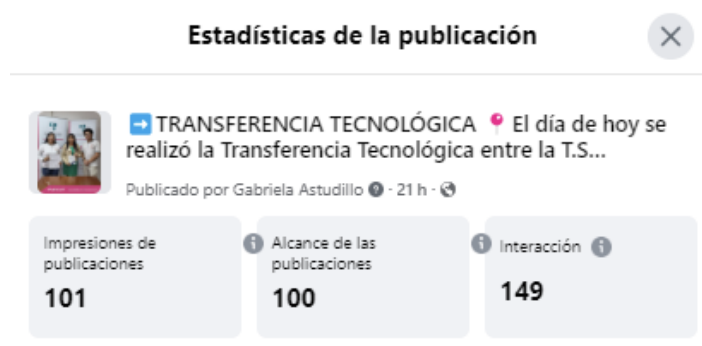 Estadísticas de la publicación
➡️ TRANSFERENCIA TECNOLÓGICA 📍 El día de hoy se
realizó la Transferencia Tecnológica entre la T.S...
Publicado por Gabriela Astudillo · 21 h ·
Impresiones de
publicaciones
101
Alcance de las
publicaciones
100
Interacción
149